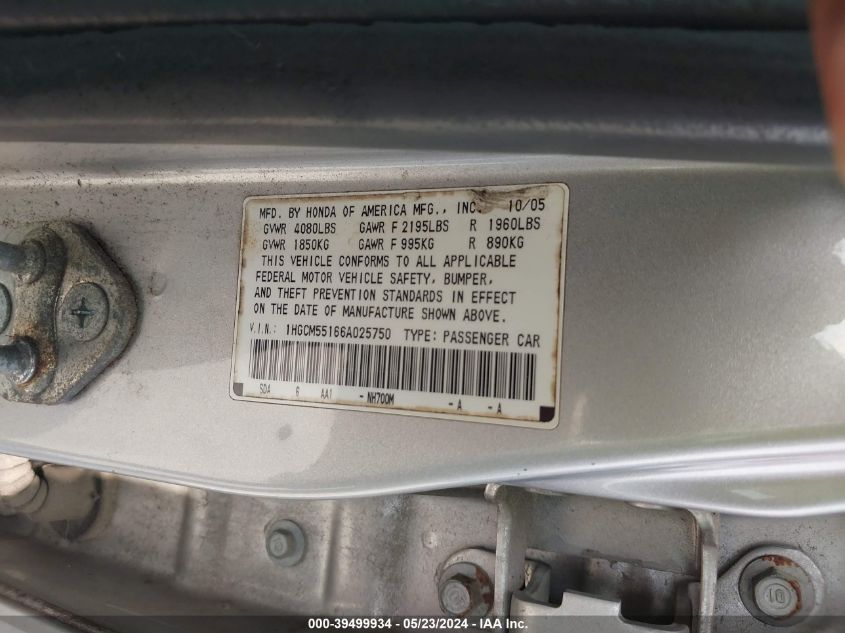 MFD. BY HONDA OF AMERICA MFG., INC. 10/05
GVWR 4080LBS GAWR F 2195LBS R 1960LBS
GVWR 1850KG GAWR F 995KG R 890KG
THIS VEHICLE CONFORMS TO ALL APPLICABLE
FEDERAL MOTOR VEHICLE SAFETY, BUMPER,
AND THEFT PREVENTION STANDARDS IN EFFECT
ON THE DATE OF MANUFACTURE SHOWN ABOVE.
V.I.N.: 1HGCM55166A025750 TYPE: PASSENGER CAR
SDA 6 AA1 - NH700M - A - A
10
000-39499934 / 05/23/2024 - IAA Inc.